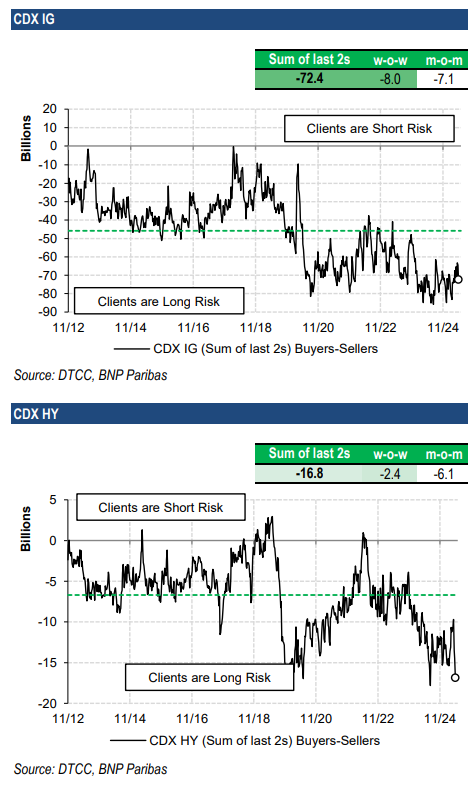 CDX IG
Sum of last 2s w-o-w m-o-m
-72.4 -8.0 -7.1
Billions
20
10
0
-10
-20
-30
-40
-50
-60
-70
-80
-90
Clients are Short Risk
Clients are Long Risk
11/12 11/14 11/16 11/18 11/20 11/22 11/24
CDX IG (Sum of last 2s) Buyers-Sellers
Source: DTCC, BNP Paribas
CDX HY
Sum of last 2s w-o-w m-o-m
-16.8 -2.4 -6.1
Billions
5
0
-5
-10
-15
-20
Clients are Short Risk
Clients are Long Risk
11/12 11/14 11/16 11/18 11/20 11/22 11/24
CDX HY (Sum of last 2s) Buyers-Sellers
Source: DTCC, BNP Paribas